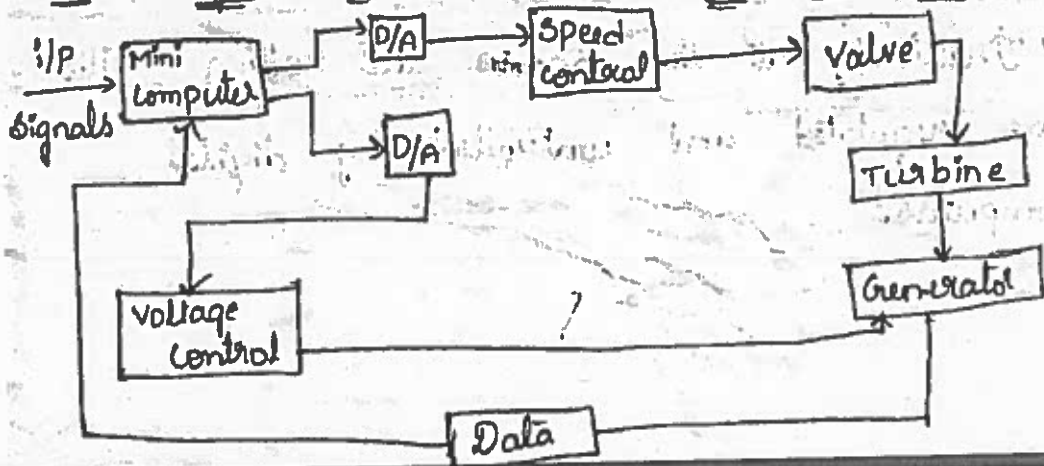 i/P
signals
Mini
Computer
D/A
Speed
control
Valve
D/A
Turbine
Generator
Voltage
Control
Data